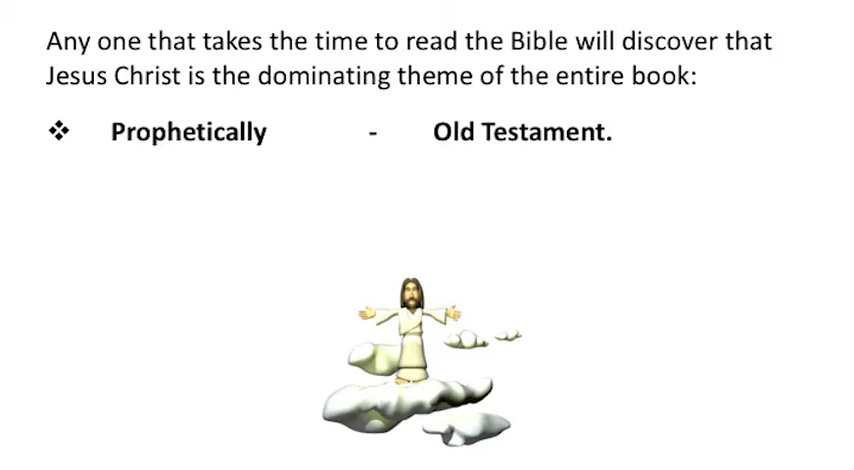 Any one that takes the time to read the Bible will discover that
Jesus Christ is the dominating theme of the entire book:
❖ Prophetically - Old Testament.